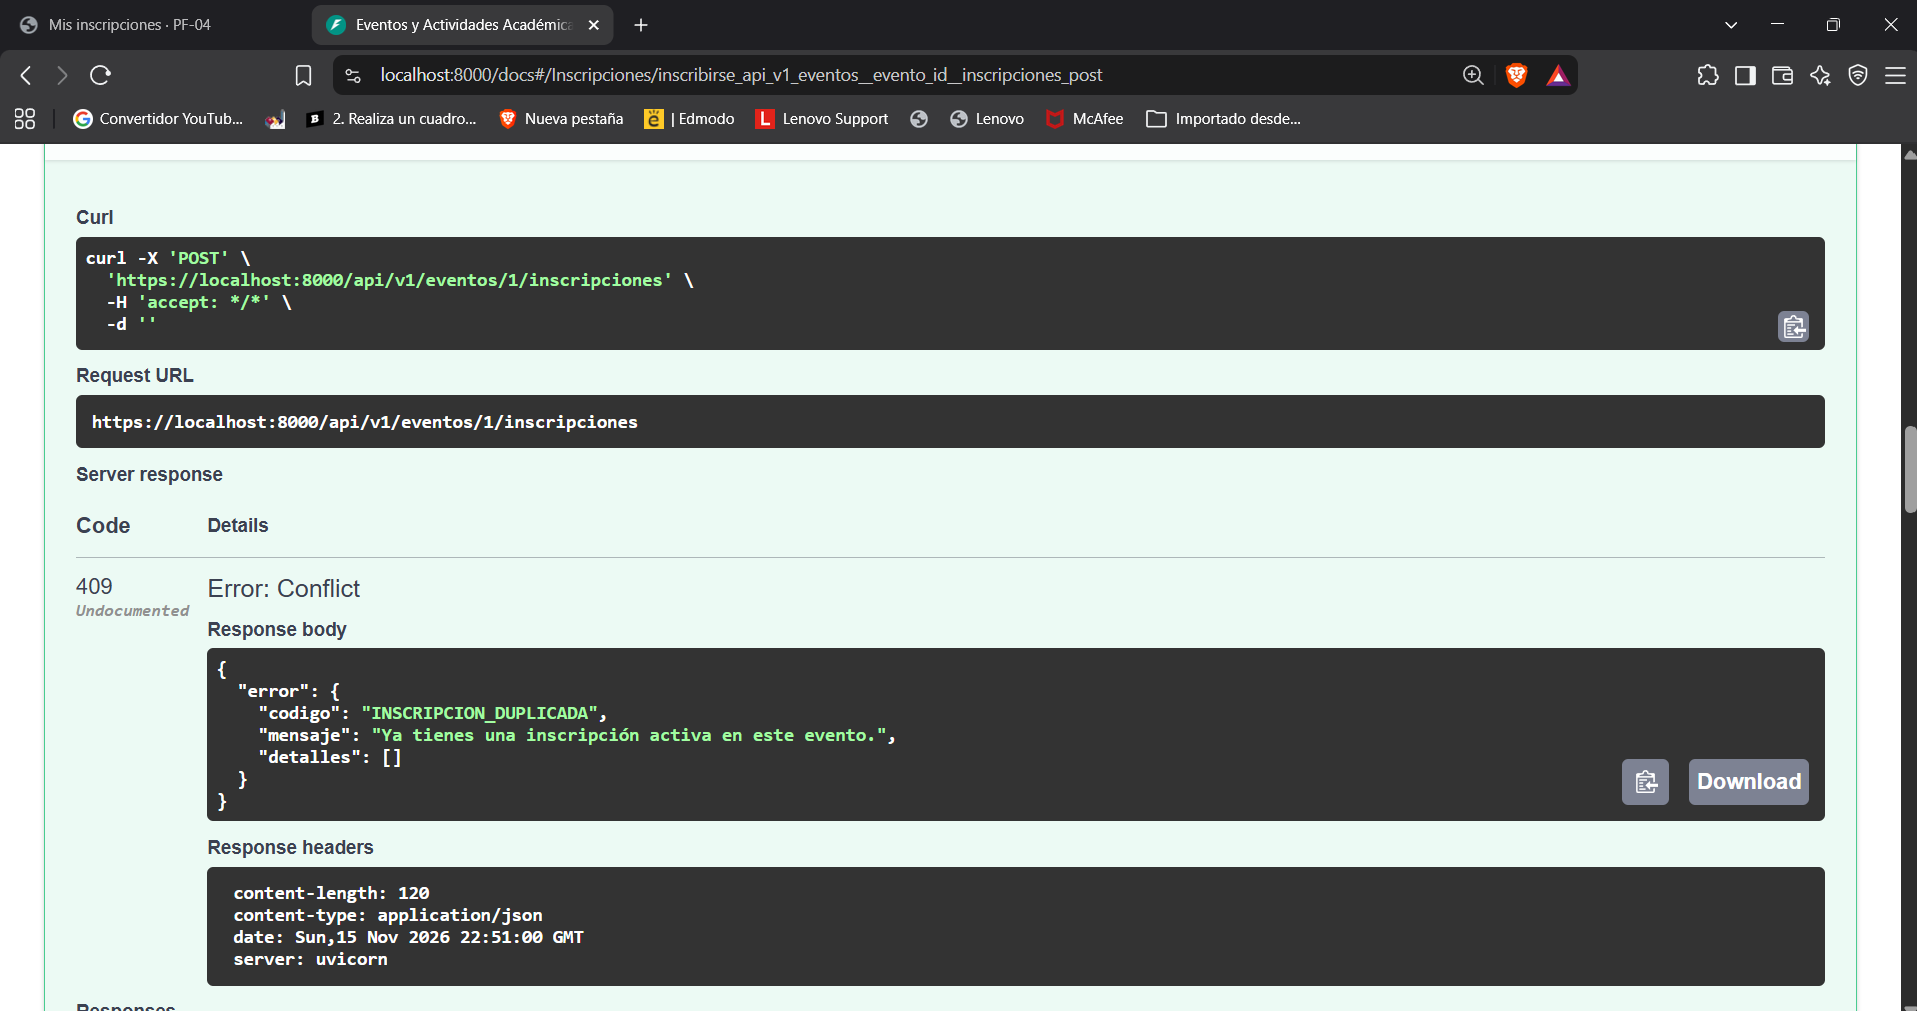 Mis inscripciones · PF-04
Eventos y Actividades Académica
localhost:8000/docs#/Inscripciones/inscribirse_api_v1_eventos__evento_id__inscripciones_post
Convertidor YouTub...
2. Realiza un cuadro...
Nueva pestaña
| Edmodo
Lenovo Support
Lenovo
McAfee
Importado desde...
Curl
curl -X 'POST' \
'https://localhost:8000/api/v1/eventos/1/inscripciones' \
-H 'accept: */*' \
-d ''
Request URL
https://localhost:8000/api/v1/eventos/1/inscripciones
Server response
Code Details
409 Error: Conflict
Undocumented
Response body
{
"error": {
"codigo": "INSCRIPCION_DUPLICADA",
"mensaje": "Ya tienes una inscripción activa en este evento.",
"detalles": []
}
}
Download
Response headers
content-length: 120
content-type: application/json
date: Sun,15 Nov 2026 22:51:00 GMT
server: uvicorn
Responses